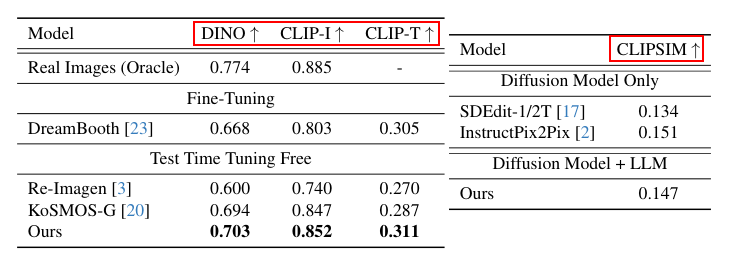 Model DINO ↑ CLIP-I ↑ CLIP-T ↑
Real Images (Oracle) 0.774 0.885 -
Fine-Tuning
DreamBooth [23] 0.668 0.803 0.305
Test Time Tuning Free
Re-Imagen [3] 0.600 0.740 0.270
KoSMOS-G [20] 0.694 0.847 0.287
Ours 0.703 0.852 0.311
Model CLIPSIM ↑
Diffusion Model Only
SDEdit-1/2T [17] 0.134
InstructPix2Pix [2] 0.151
Diffusion Model + LLM
Ours 0.147